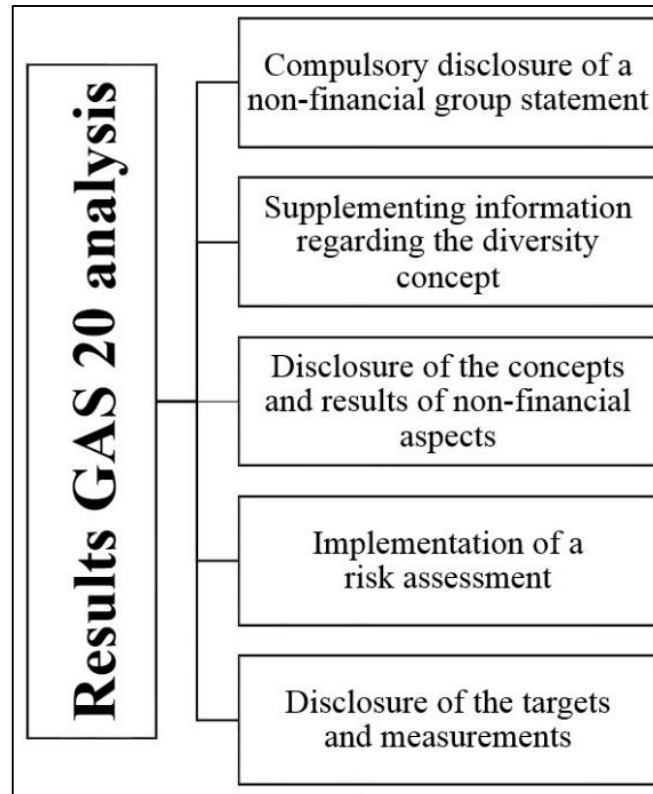 Results GAS 20 analysis
Compulsory disclosure of a
non-financial group statement
Supplementing information
regarding the diversity
concept
Disclosure of the concepts
and results of non-financial
aspects
Implementation of a
risk assessment
Disclosure of the targets
and measurements